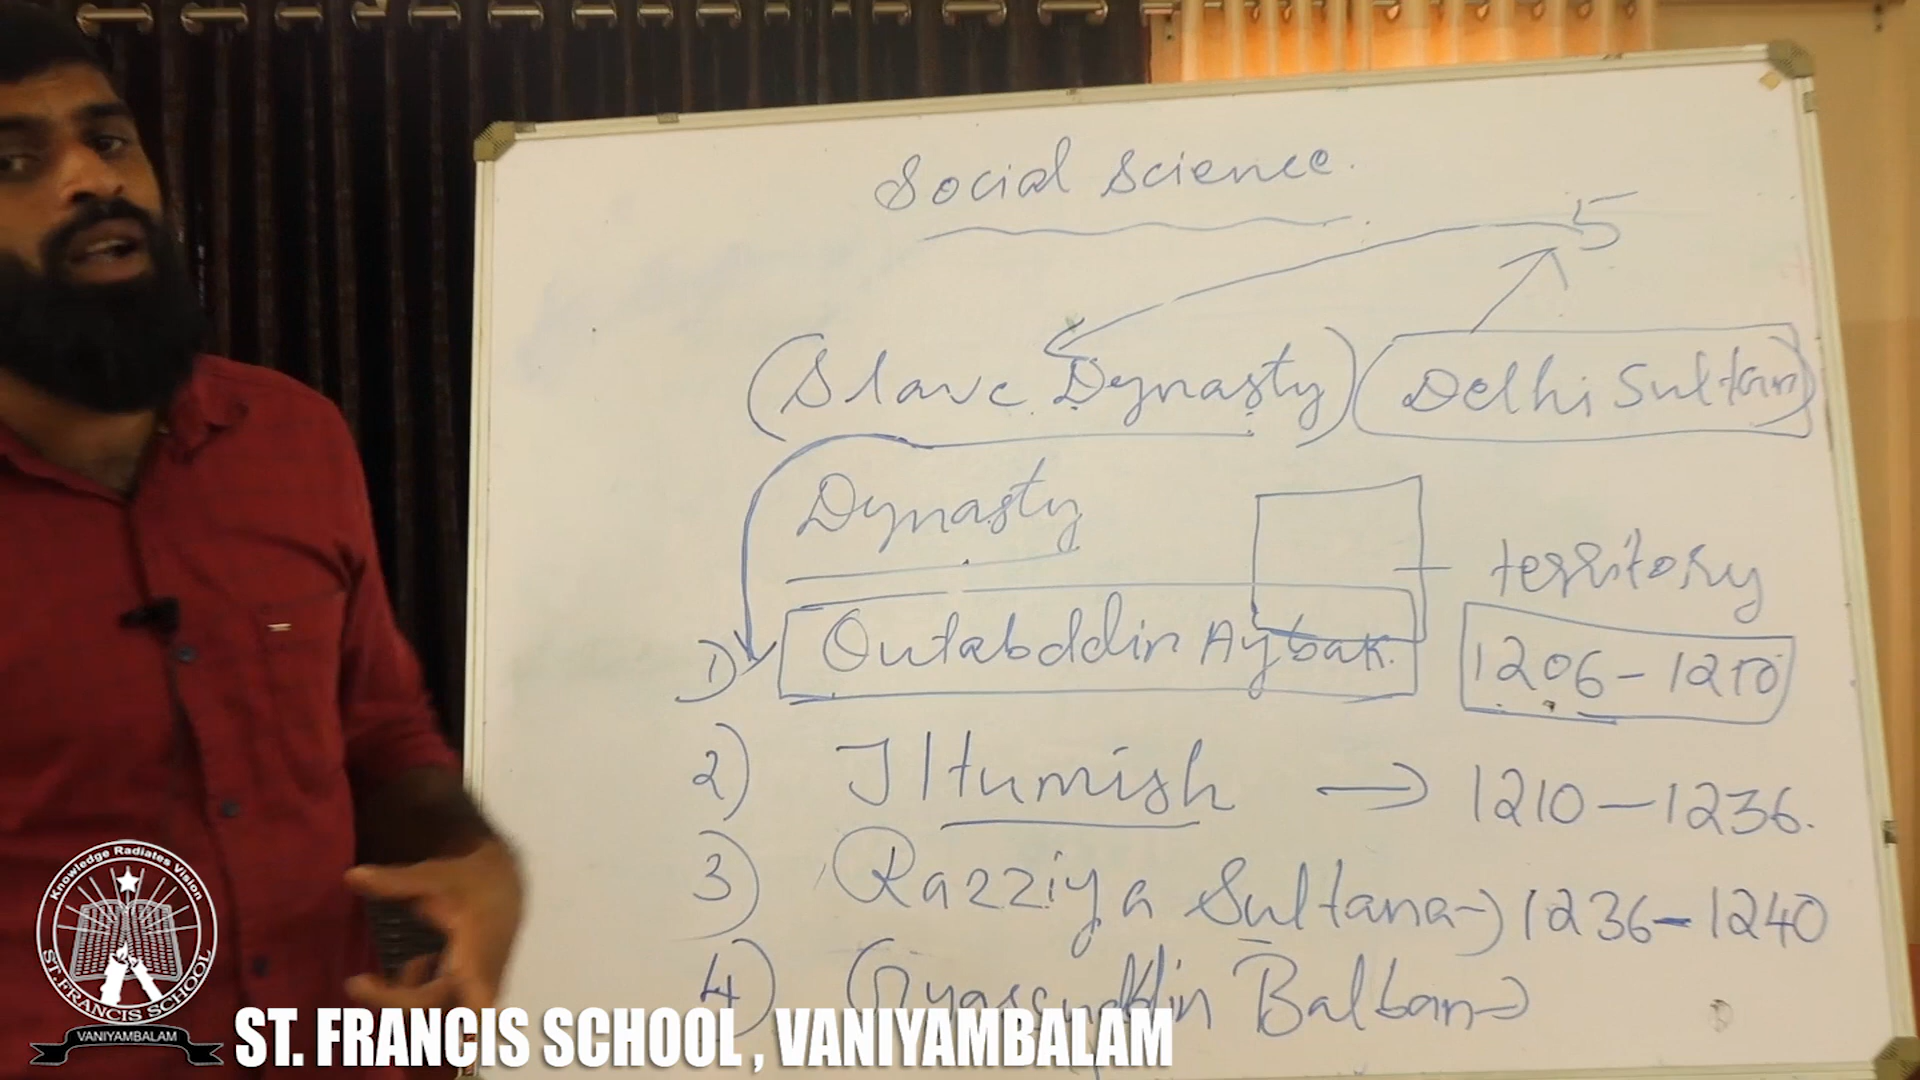 Social Science.
5
(Slave Dynasty) (Delhi Sultan)
Dynasty
territory
1) Qutabddin Aybak. 1206-1210
2) Iltumish → 1210-1236.
3) Razziya Sultana → 1236-1240
4) Gyassuddin Balban →
Knowledge Radiates Vision
ST. FRANCIS SCHOOL
VANIYAMBALAM
ST. FRANCIS SCHOOL , VANIYAMBALAM